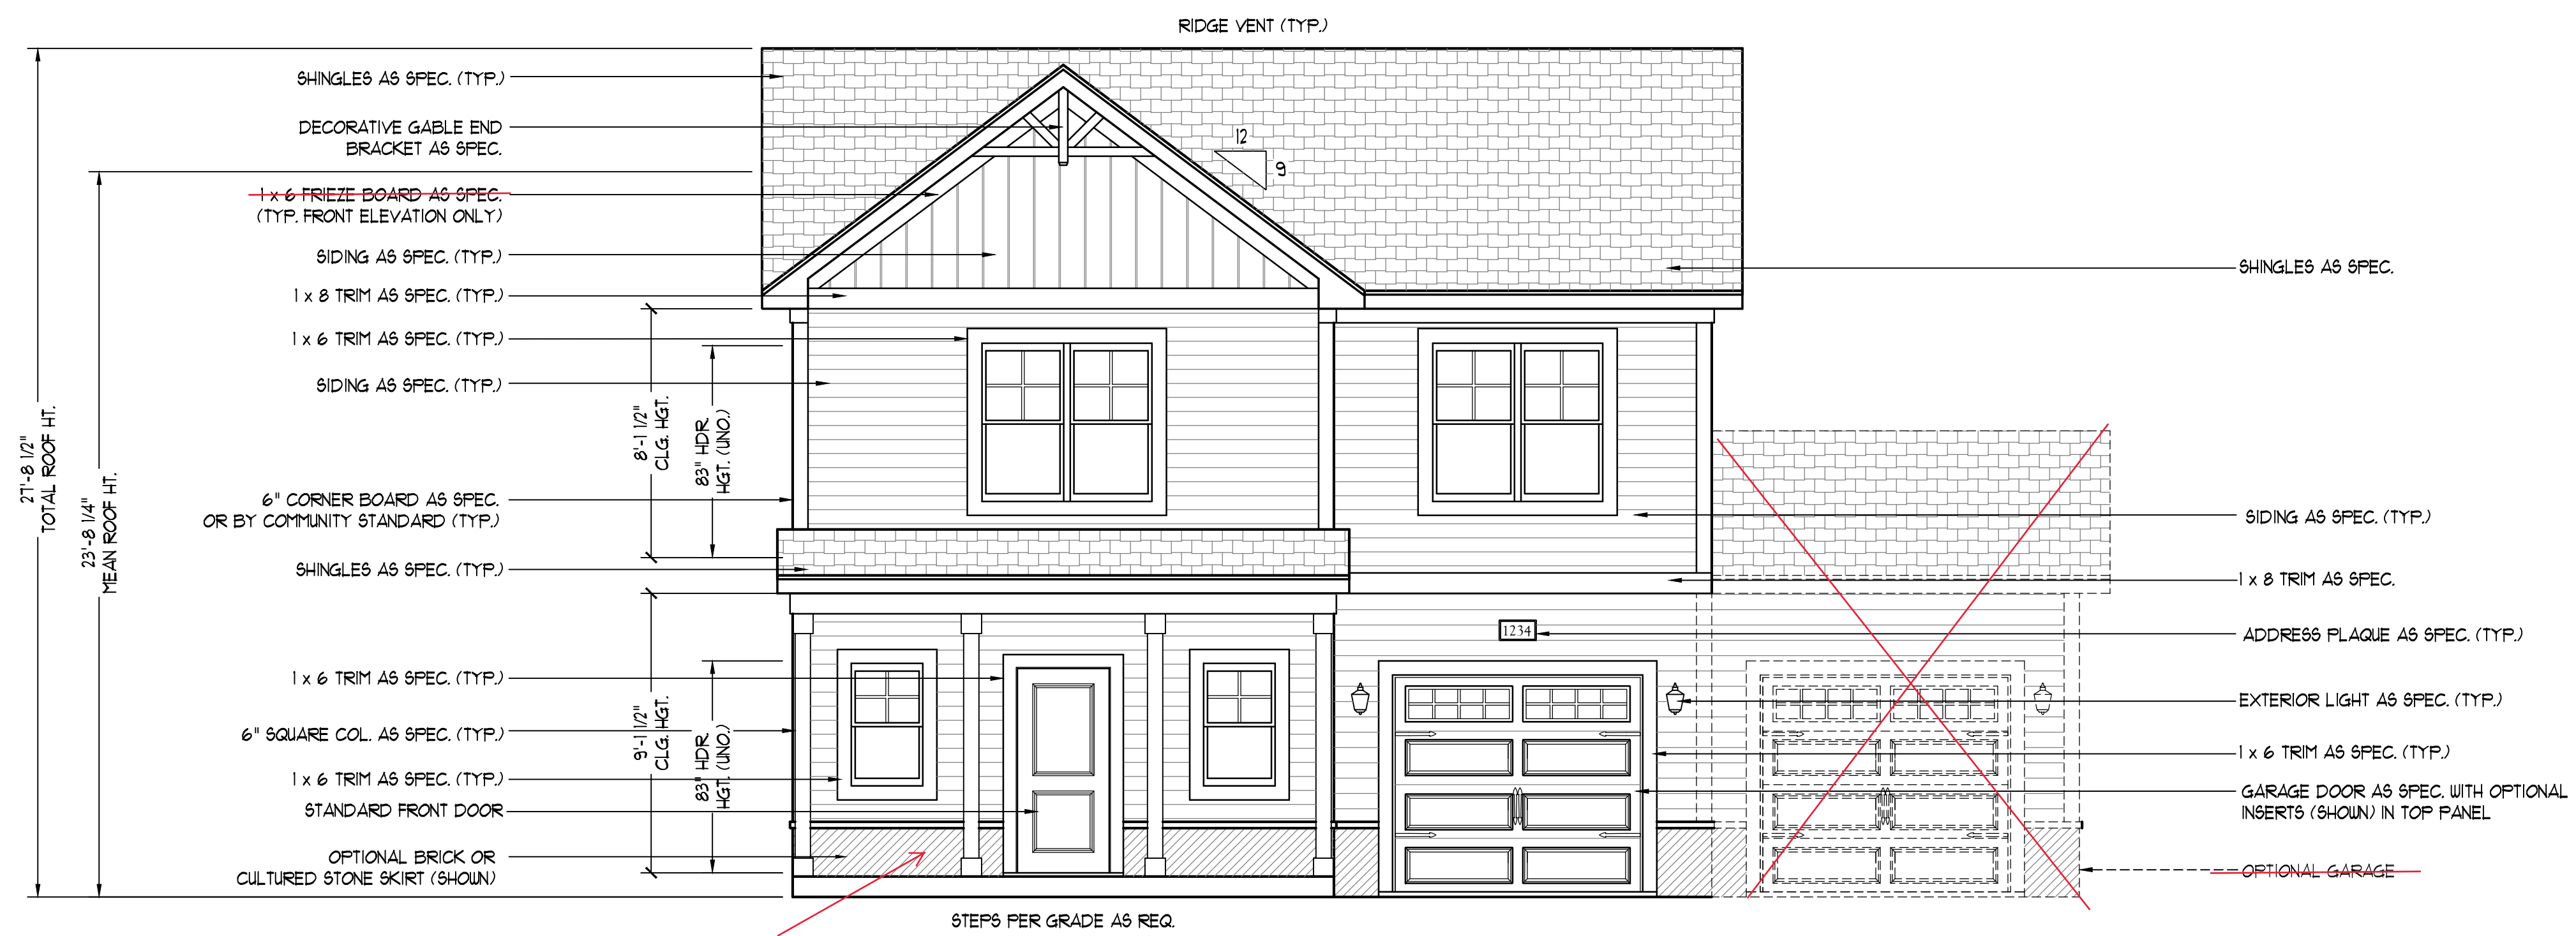 RIDGE VENT (TYP.)
SHINGLES AS SPEC. (TYP.)
DECORATIVE GABLE END
BRACKET AS SPEC.
1 x 6 FRIEZE BOARD AS SPEC.
(TYP. FRONT ELEVATION ONLY)
SIDING AS SPEC. (TYP.)
1 x 8 TRIM AS SPEC. (TYP.)
1 x 6 TRIM AS SPEC. (TYP.)
SIDING AS SPEC. (TYP.)
6" CORNER BOARD AS SPEC.
OR BY COMMUNITY STANDARD (TYP.)
SHINGLES AS SPEC. (TYP.)
1 x 6 TRIM AS SPEC. (TYP.)
6" SQUARE COL. AS SPEC. (TYP.)
1 x 6 TRIM AS SPEC. (TYP.)
STANDARD FRONT DOOR
OPTIONAL BRICK OR
CULTURED STONE SKIRT (SHOWN)
27'-8 1/2"
TOTAL ROOF HT.
23'-8 1/4"
MEAN ROOF HT.
8'-1 1/2"
CLG. HGT.
83" HDR
HGT. (UNO.)
9'-1 1/2"
CLG. HGT.
83" HDR
HGT. (UNO.)
12
9
1234
STEPS PER GRADE AS REQ.
SHINGLES AS SPEC.
SIDING AS SPEC. (TYP.)
1 x 8 TRIM AS SPEC.
ADDRESS PLAQUE AS SPEC. (TYP.)
EXTERIOR LIGHT AS SPEC. (TYP.)
1 x 6 TRIM AS SPEC. (TYP.)
GARAGE DOOR AS SPEC. WITH OPTIONAL
INSERTS (SHOWN) IN TOP PANEL
OPTIONAL GARAGE